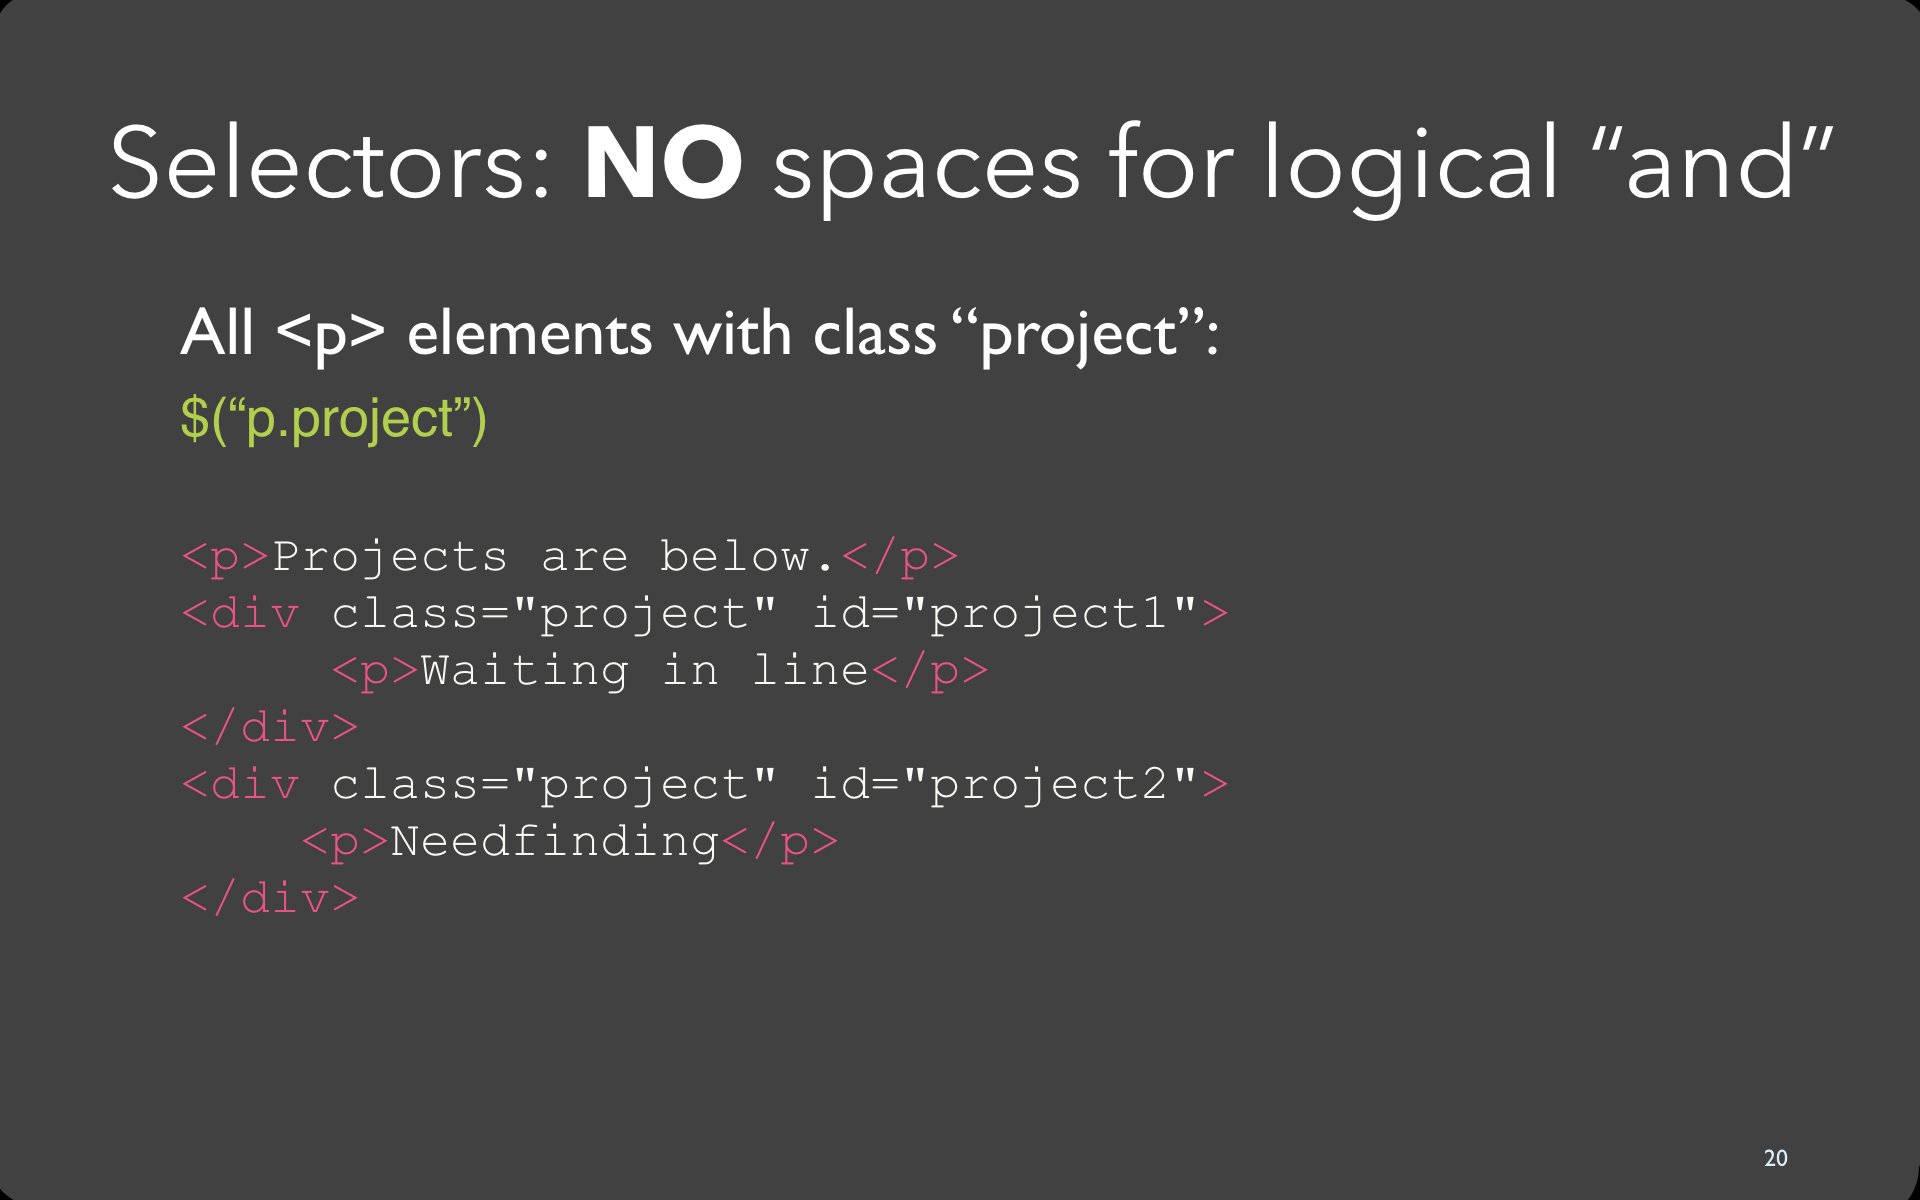 Selectors: NO spaces for logical “and”
All <p> elements with class “project”:
$(“p.project”)
<p>Projects are below.</p>
<div class="project" id="project1">
     <p>Waiting in line</p>
</div>
<div class="project" id="project2">
    <p>Needfinding</p>
</div>
20